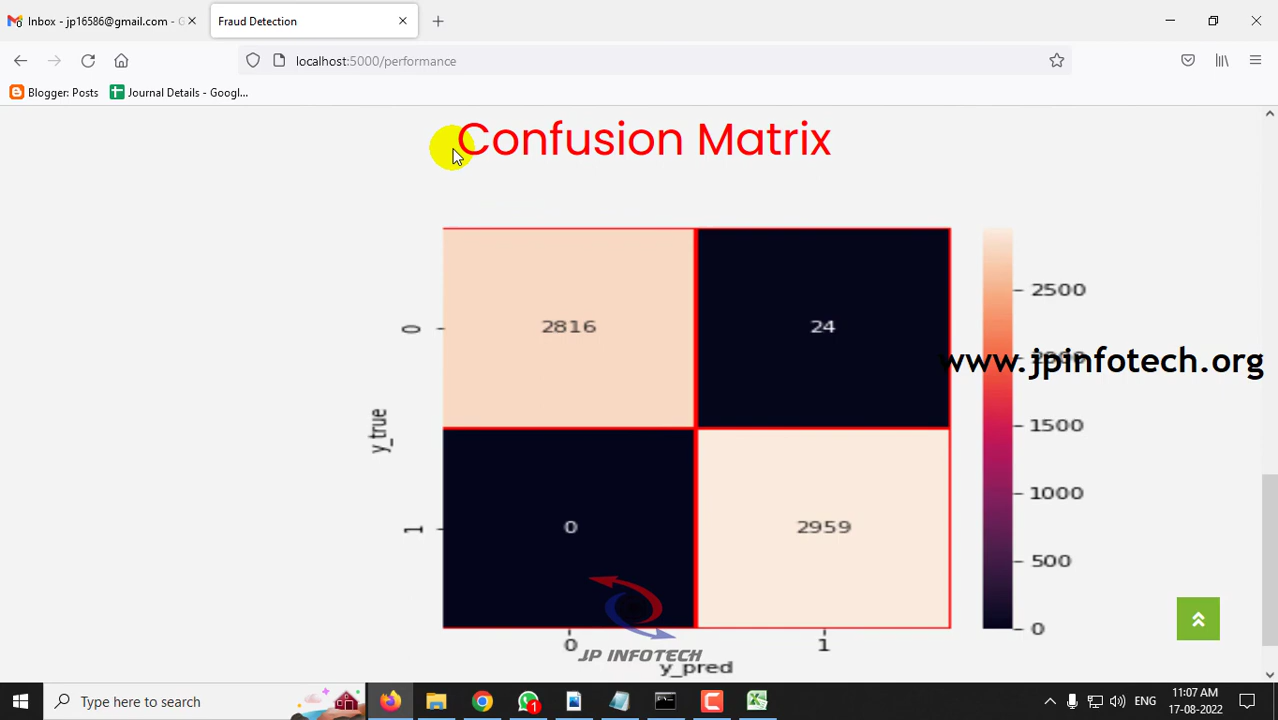 Inbox - jp16586@gmail.com - G
Fraud Detection
localhost:5000/performance
Blogger: Posts
Journal Details - Googl...
Confusion Matrix
2816
24
0
2959
0
1
y_true
0
1
y_pred
2500
2000
1500
1000
500
0
www.jpinfotech.org
JP INFOTECH
Type here to search
1
ENG
11:07 AM
17-08-2022